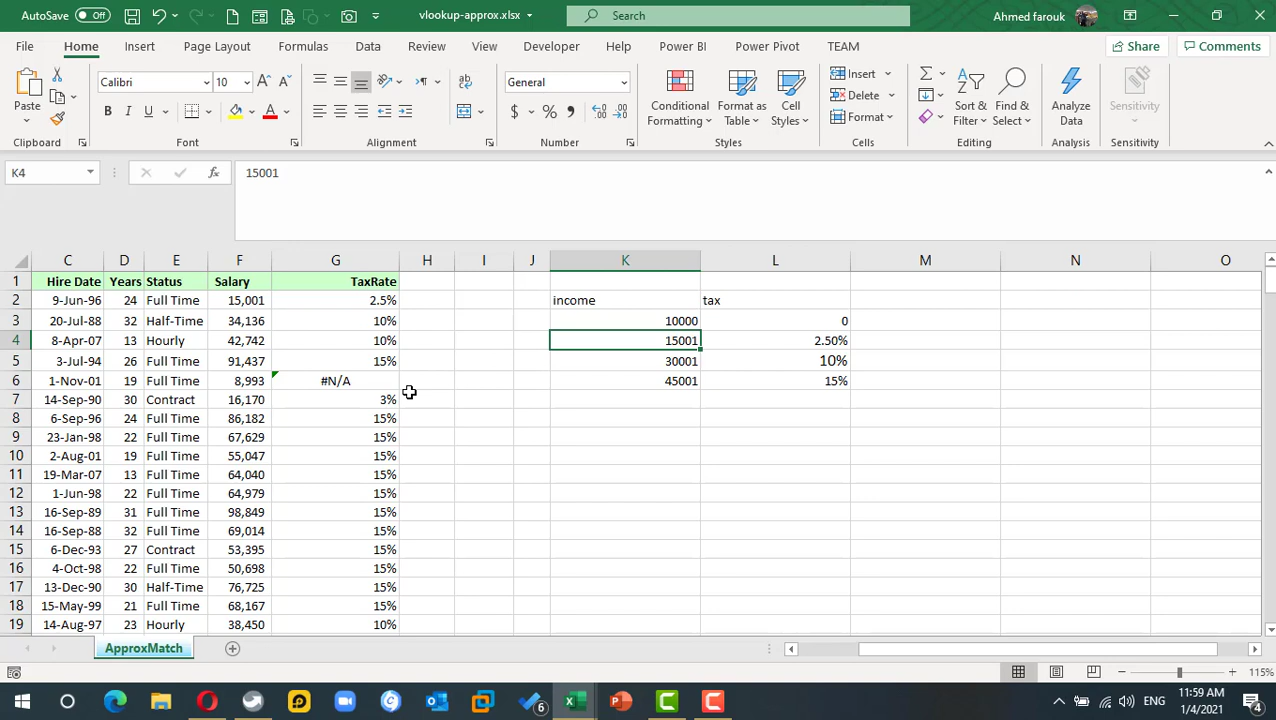 AutoSave Off vlookup-approx.xlsx Search Ahmed farouk
File Home Insert Page Layout Formulas Data Review View Developer Help Power BI Power Pivot TEAM Share Comments
Paste Calibri 10 General Conditional Formatting Format as Table Cell Styles Insert Delete Format Sort & Filter Find & Select Analyze Data Sensitivity
Clipboard Font Alignment Number Styles Cells Editing Analysis Sensitivity
K4 fx 15001
C D E F G H I J K L M N O
1 Hire Date Years Status Salary TaxRate
2 9-Jun-96 24 Full Time 15,001 2.5% income tax
3 20-Jul-88 32 Half-Time 34,136 10% 10000 0
4 8-Apr-07 13 Hourly 42,742 10% 15001 2.50%
5 3-Jul-94 26 Full Time 91,437 15% 30001 10%
6 1-Nov-01 19 Full Time 8,993 #N/A 45001 15%
7 14-Sep-90 30 Contract 16,170 3%
8 6-Sep-96 24 Full Time 86,182 15%
9 23-Jan-98 22 Full Time 67,629 15%
10 2-Aug-01 19 Full Time 55,047 15%
11 19-Mar-07 13 Full Time 64,040 15%
12 1-Jun-98 22 Full Time 64,979 15%
13 16-Sep-89 31 Full Time 98,849 15%
14 16-Sep-88 32 Full Time 69,014 15%
15 6-Dec-93 27 Contract 53,395 15%
16 4-Oct-98 22 Full Time 50,698 15%
17 13-Dec-90 30 Half-Time 76,725 15%
18 15-May-99 21 Full Time 68,167 15%
19 14-Aug-97 23 Hourly 38,450 10%
ApproxMatch
115%
6 ENG 11:59 AM 1/4/2021 4